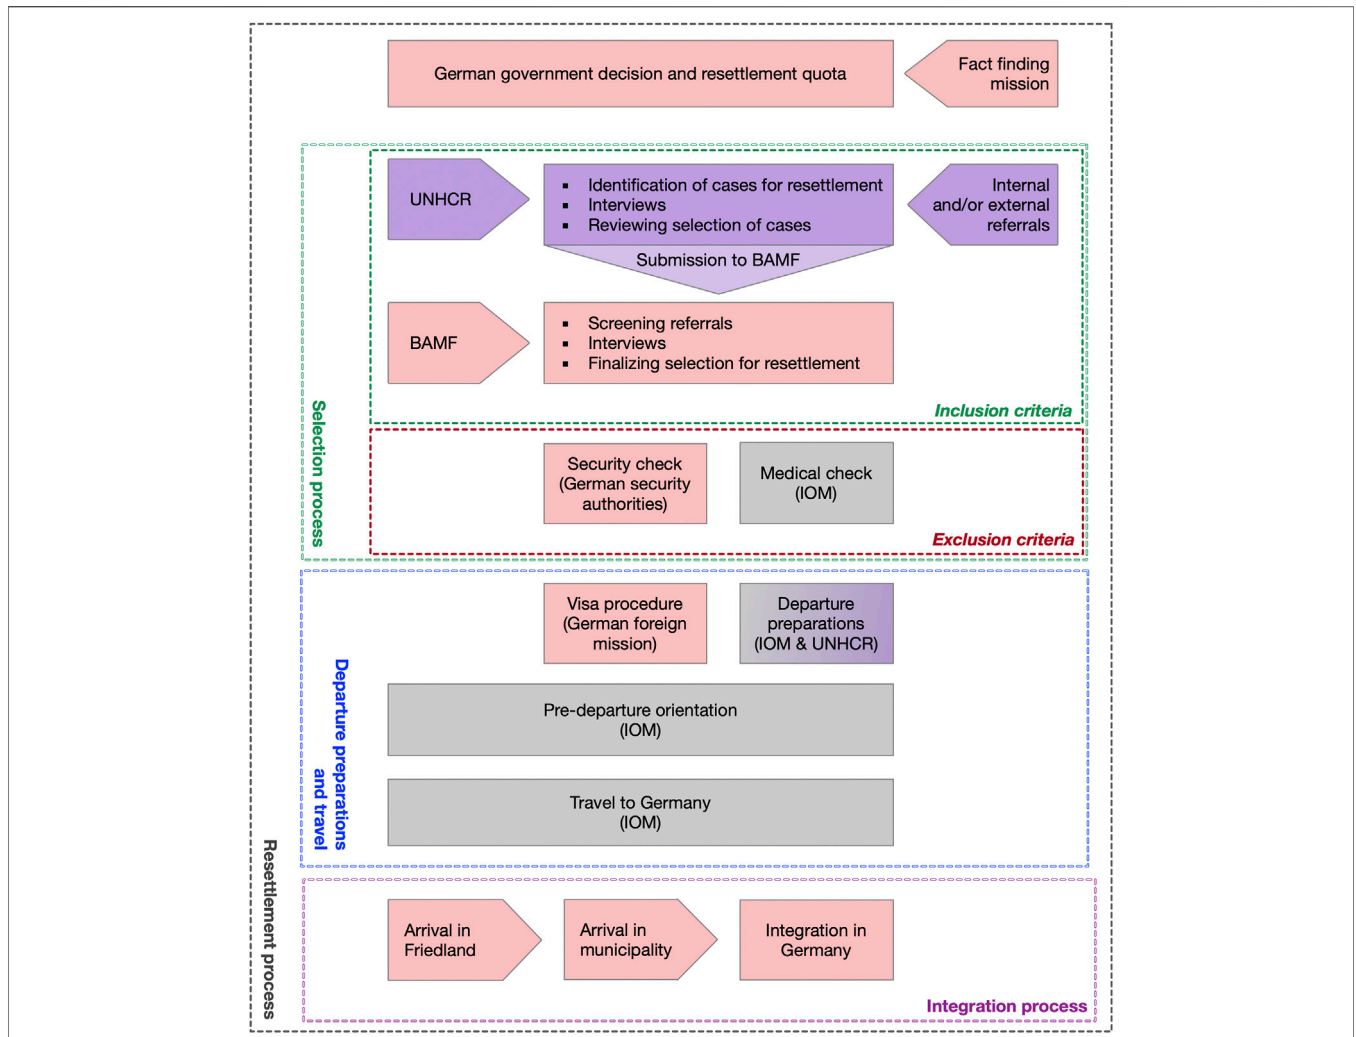 German government decision and resettlement quota
Fact finding
mission
UNHCR
▪ Identification of cases for resettlement
▪ Interviews
▪ Reviewing selection of cases
Internal
and/or external
referrals
Submission to BAMF
BAMF
▪ Screening referrals
▪ Interviews
▪ Finalizing selection for resettlement
Inclusion criteria
Security check
(German security
authorities)
Medical check
(IOM)
Exclusion criteria
Selection process
Visa procedure
(German foreign
mission)
Departure
preparations
(IOM & UNHCR)
Pre-departure orientation
(IOM)
Travel to Germany
(IOM)
Departure preparations
and travel
Arrival in
Friedland
Arrival in
municipality
Integration in
Germany
Integration process
Resettlement process